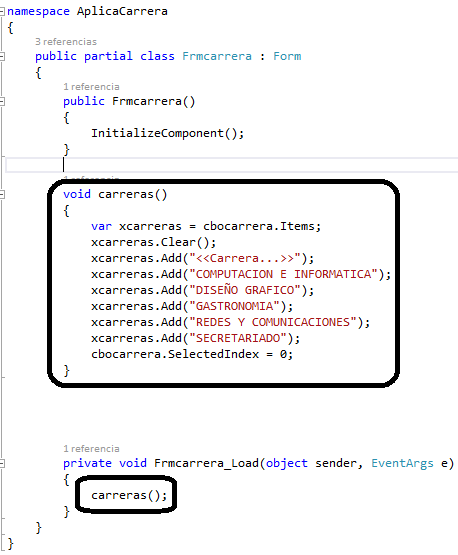 namespace AplicaCarrera
{
3 referencias
public partial class Frmcarrera : Form
{
1 referencia
public Frmcarrera()
{
InitializeComponent();
}
1 referencia
void carreras()
{
var xcarreras = cbocarrera.Items;
xcarreras.Clear();
xcarreras.Add("<<Carrera...>>");
xcarreras.Add("COMPUTACION E INFORMATICA");
xcarreras.Add("DISEÑO GRAFICO");
xcarreras.Add("GASTRONOMIA");
xcarreras.Add("REDES Y COMUNICACIONES");
xcarreras.Add("SECRETARIADO");
cbocarrera.SelectedIndex = 0;
}
1 referencia
private void Frmcarrera_Load(object sender, EventArgs e)
{
carreras();
}
}
}